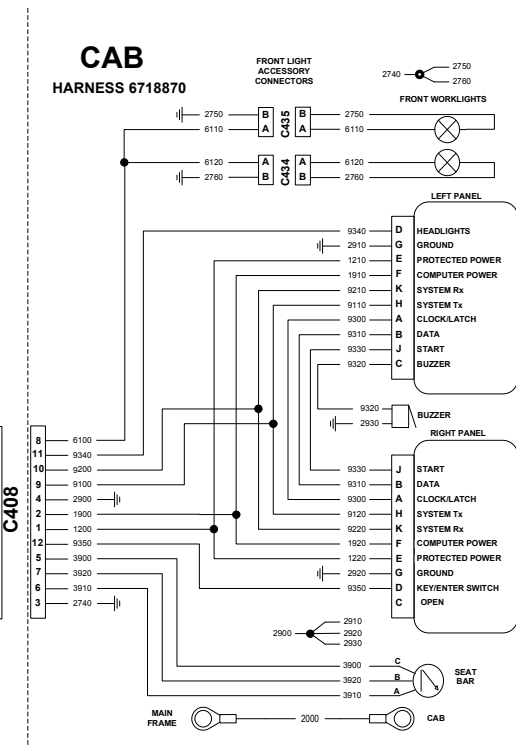 CAB
HARNESS 6718870
FRONT LIGHT
ACCESSORY
CONNECTORS
2740
2750
2760
FRONT WORKLIGHTS
2750 B C435 B 2750
6110 A A 6110
6120 A C434 A 6120
2760 B B 2760
LEFT PANEL
9340 D HEADLIGHTS
2910 G GROUND
1210 E PROTECTED POWER
1910 F COMPUTER POWER
9210 K SYSTEM Rx
9110 H SYSTEM Tx
9300 A CLOCK/LATCH
9310 B DATA
9330 J START
9320 C BUZZER
9320
2930
BUZZER
RIGHT PANEL
C408
8 6100
11 9340
10 9200
9 9100
4 2900
2 1900
1 1200
12 9350
5 3900
7 3920
6 3910
3 2740
9330 J START
9310 B DATA
9300 A CLOCK/LATCH
9120 H SYSTEM Tx
9220 K SYSTEM Rx
1920 F COMPUTER POWER
1220 E PROTECTED POWER
2920 G GROUND
9350 D KEY/ENTER SWITCH
C OPEN
2900
2910
2920
2930
3900 C
3920 B
3910 A
SEAT
BAR
MAIN
FRAME
2000
CAB